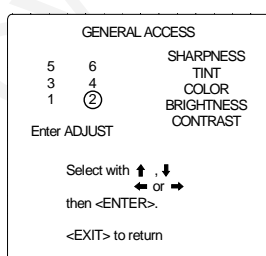 GENERAL ACCESS
5 6
3 4
1 2
Enter ADJUST
SHARPNESS
TINT
COLOR
BRIGHTNESS
CONTRAST
Select with ↑ , ↓
← or →
then <ENTER>.
<EXIT> to return